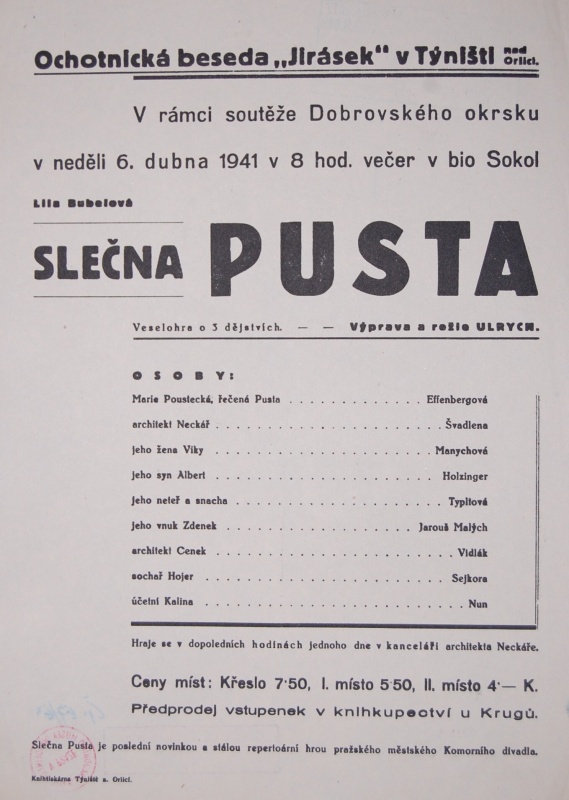 Ochotnická beseda „Jirásek“ v Týništi nad Orlicí.
V rámci soutěže Dobrovského okrsku
v neděli 6. dubna 1941 v 8 hod. večer v bio Sokol
Lila Bubelová
SLEČNA PUSTA
Veselohra o 3 dějstvích. — — Výprava a režie ULRYCH.
OSOBY:
Marie Poustecká, řečená Pusta . . . . . . . . . . . . . Effenbergová
architekt Neckář . . . . . . . . . . . . . . . . . . . . . . Švadlena
jeho žena Viky . . . . . . . . . . . . . . . . . . . . . Manychová
jeho syn Albert . . . . . . . . . . . . . . . . . . . . . . Holzinger
jeho neteř a snacha . . . . . . . . . . . . . . . . . . . . Typltová
jeho vnuk Zdenek . . . . . . . . . . . . . . . . . . Jarouš Malých
architekt Cenek . . . . . . . . . . . . . . . . . . . . . . . Vidlák
sochař Hojer . . . . . . . . . . . . . . . . . . . . . . . . Sejkora
účetní Kalina . . . . . . . . . . . . . . . . . . . . . . . . . Nun
Hraje se v dopoledních hodinách jednoho dne v kanceláři architekta Neckáře.
Ceny míst: Křeslo 7·50, I. místo 5·50, II. místo 4·— K.
Předprodej vstupenek v knihkupectví u Krugů.
Slečna Pusta je poslední novinkou a stálou repertoární hrou pražského městského Komorního divadla.
Knihtiskárna Týniště n. Orlicí.